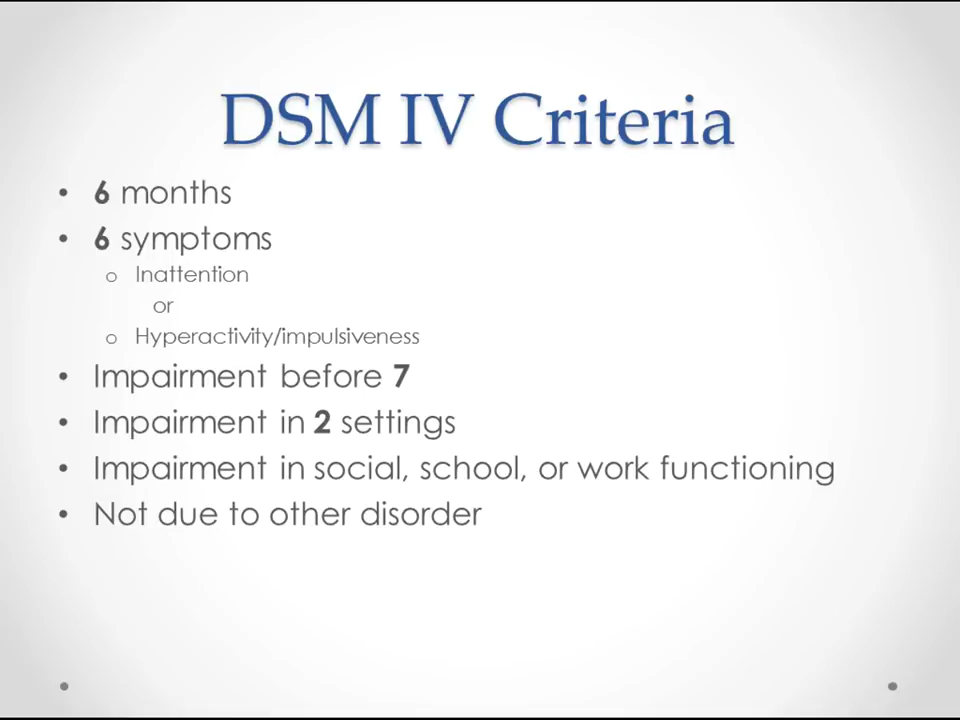 DSM IV Criteria
• 6 months
• 6 symptoms
o Inattention
or
o Hyperactivity/impulsiveness
• Impairment before 7
• Impairment in 2 settings
• Impairment in social, school, or work functioning
• Not due to other disorder